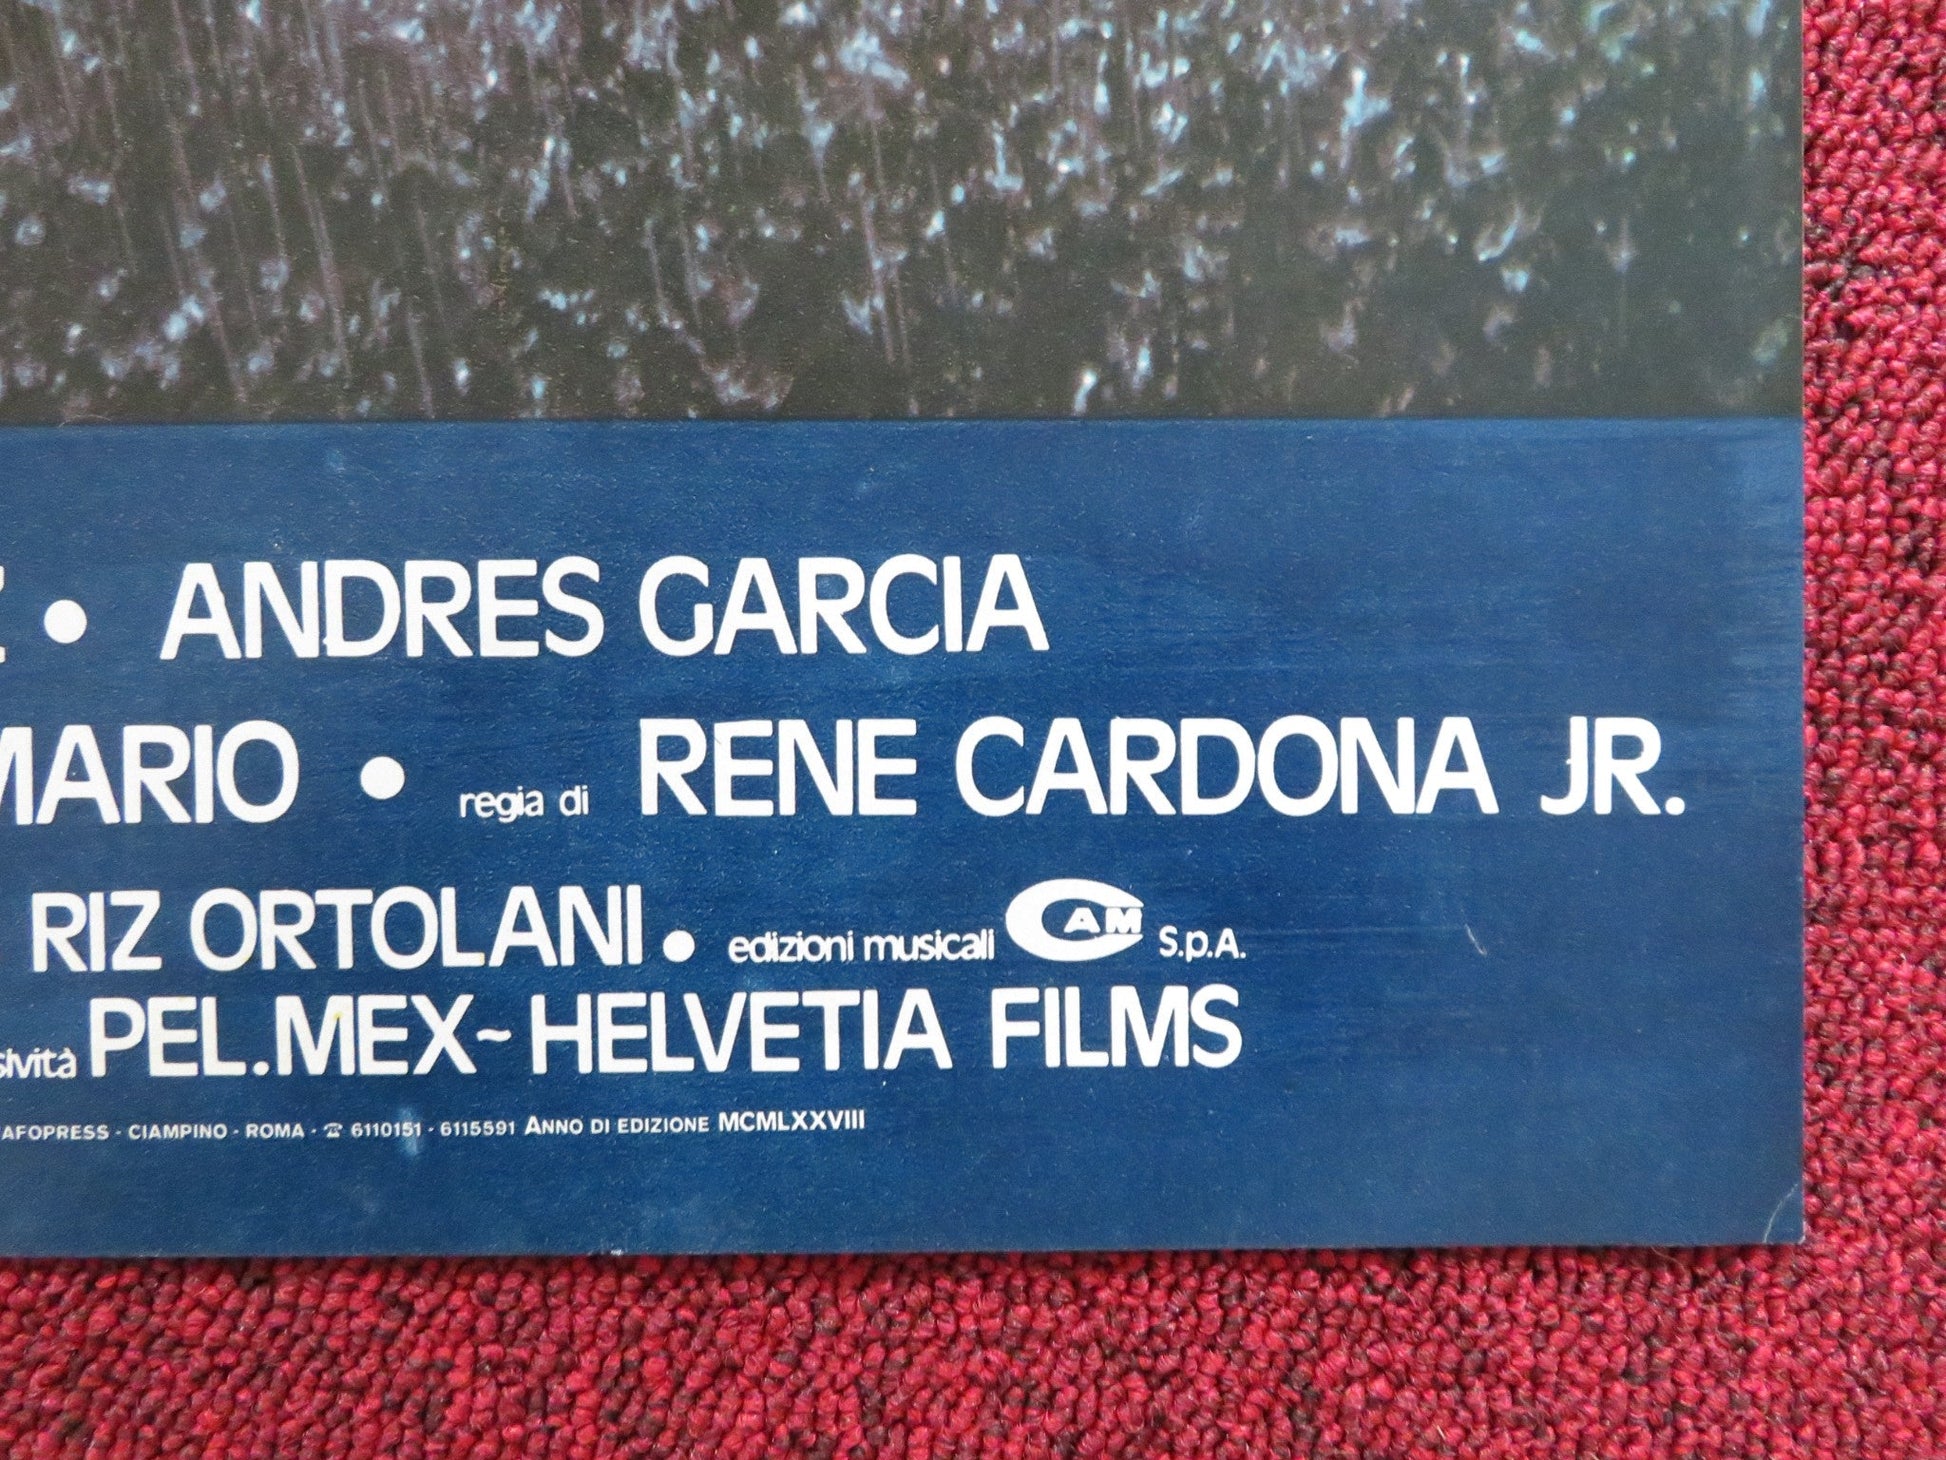 • ANDRES GARCIA
MARIO • regia di RENE CARDONA JR.
RIZ ORTOLANI • edizioni musicali CAM S.p.A.
PEL.MEX~HELVETIA FILMS
AFOPRESS - CIAMPINO - ROMA - ☎ 6110151 - 6115591 ANNO DI EDIZIONE MCMLXXVIII